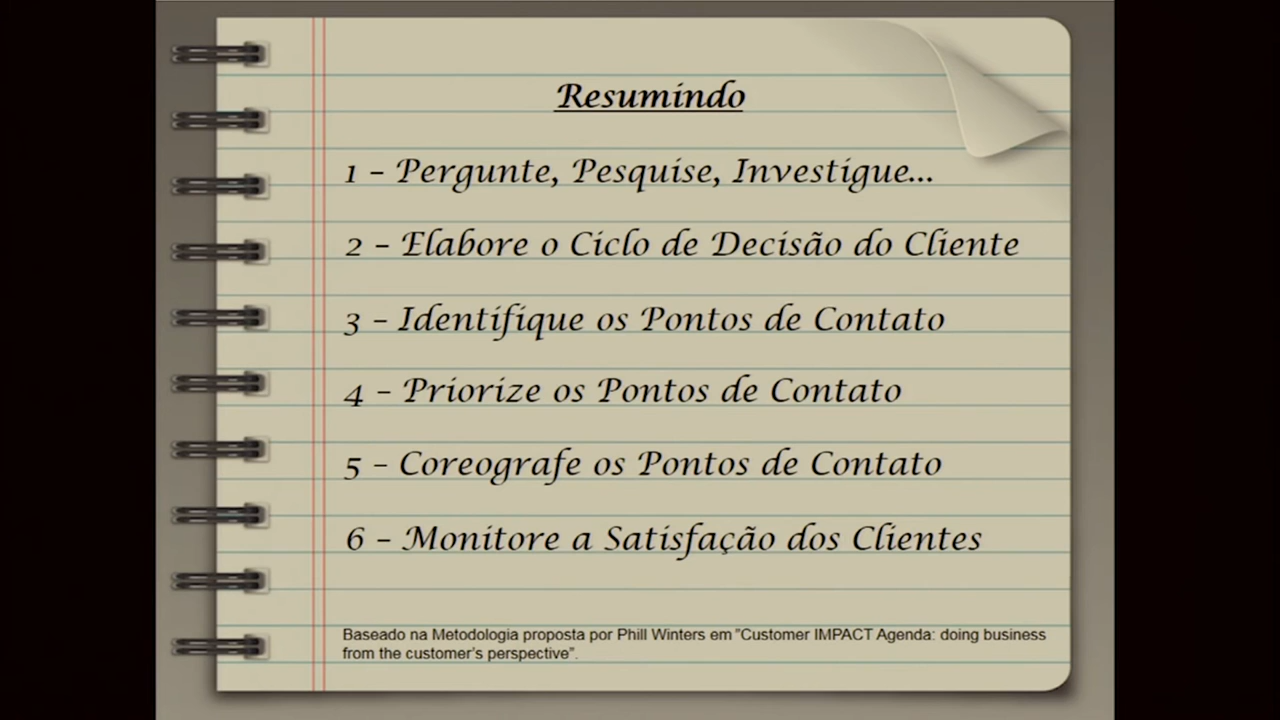 Resumindo
1 – Pergunte, Pesquise, Investigue...
2 – Elabore o Ciclo de Decisão do Cliente
3 – Identifique os Pontos de Contato
4 – Priorize os Pontos de Contato
5 – Coreografe os Pontos de Contato
6 – Monitore a Satisfação dos Clientes
Baseado na Metodologia proposta por Phill Winters em "Customer IMPACT Agenda: doing business
from the customer's perspective".